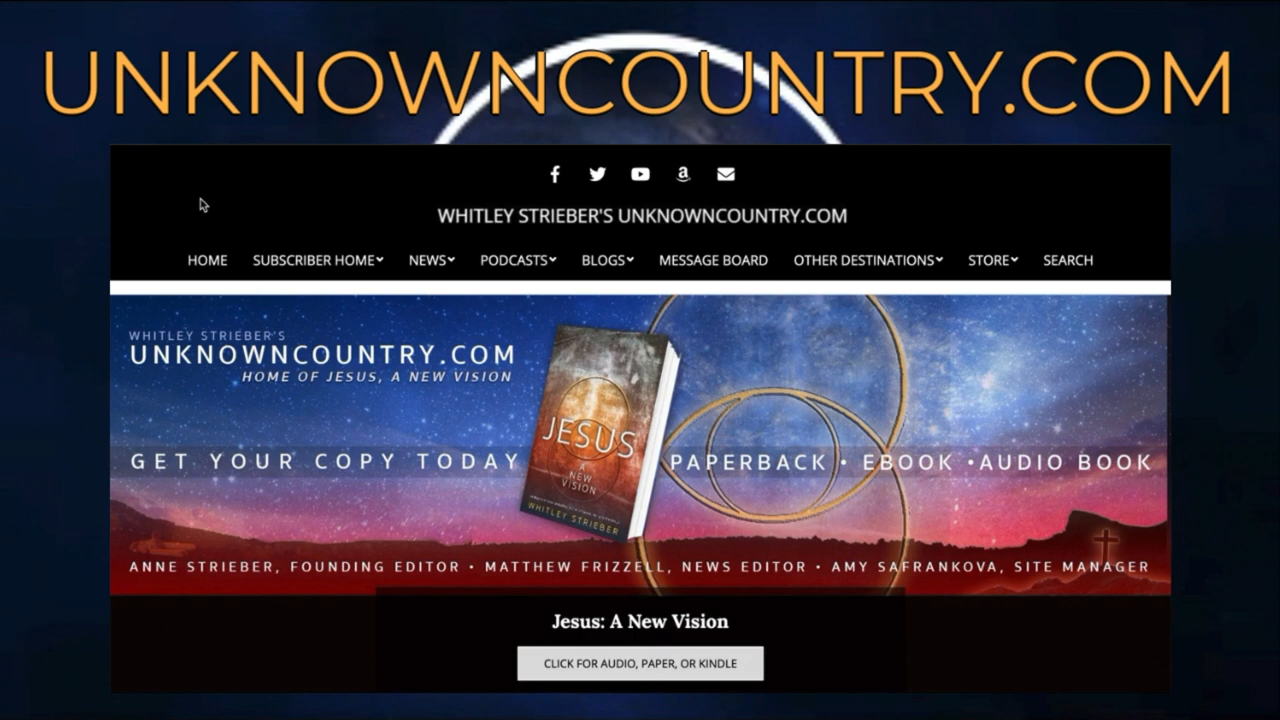 UNKNOWNCOUNTRY.COM
WHITLEY STRIEBER'S UNKNOWNCOUNTRY.COM
HOME SUBSCRIBER HOME NEWS PODCASTS BLOGS MESSAGE BOARD OTHER DESTINATIONS STORE SEARCH
WHITLEY STRIEBER'S
UNKNOWNCOUNTRY.COM
HOME OF JESUS, A NEW VISION
JESUS
A
NEW
VISION
WHITLEY STRIEBER
GET YOUR COPY TODAY PAPERBACK • EBOOK •AUDIO BOOK
ANNE STRIEBER, FOUNDING EDITOR • MATTHEW FRIZZELL, NEWS EDITOR • AMY SAFRANKOVA, SITE MANAGER
Jesus: A New Vision
CLICK FOR AUDIO, PAPER, OR KINDLE